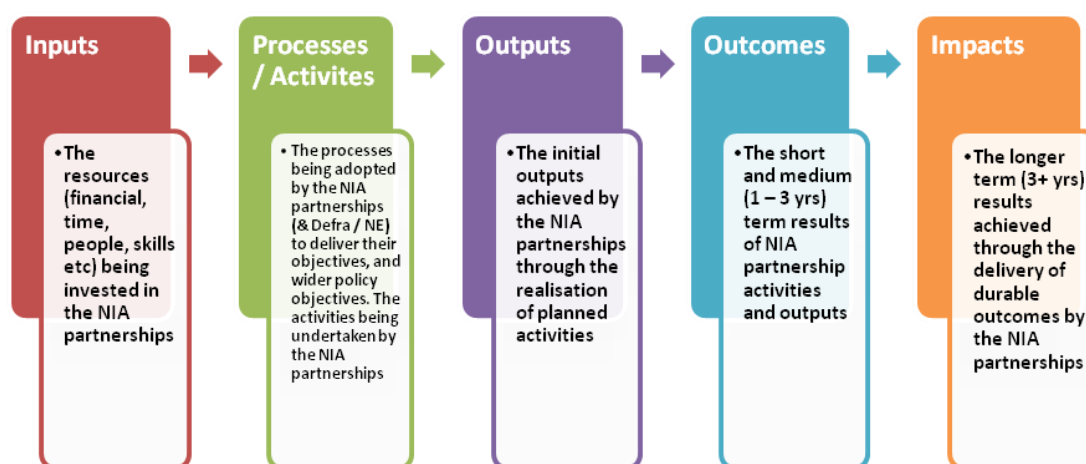 Inputs
• The
resources
(financial,
time,
people, skills
etc) being
invested in
the NIA
partnerships
Processes
/ Activites
• The processes
being adopted
by the NIA
partnerships
(& Defra / NE)
to deliver their
objectives, and
wider policy
objectives. The
activities being
undertaken by
the NIA
partnerships
Outputs
• The initial
outputs
achieved by
the NIA
partnerships
through the
realisation
of planned
activities
Outcomes
• The short
and medium
(1 – 3 yrs)
term results
of NIA
partnership
activities
and outputs
Impacts
• The longer
term (3+ yrs)
results
achieved
through the
delivery of
durable
outcomes by
the NIA
partnerships